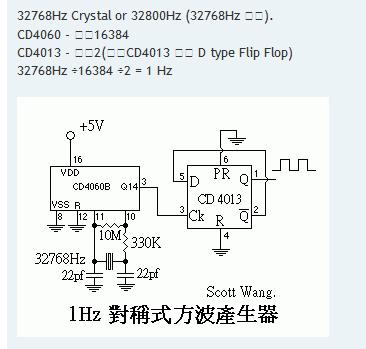 32768Hz Crystal or 32800Hz (32768Hz □□).
CD4060 - □□16384
CD4013 - □□2(□□CD4013 □□ D type Flip Flop)
32768Hz ÷16384 ÷2 = 1 Hz
+5V
16
VDD
CD4060B Q14 3
VSS R
8 12 11 10
10M 330K
32768Hz
22pf 22pf
6
5 D PR Q 1
CD 4013
3 Ck R Q̅ 2
4
Scott Wang.
1Hz 對稱式方波產生器